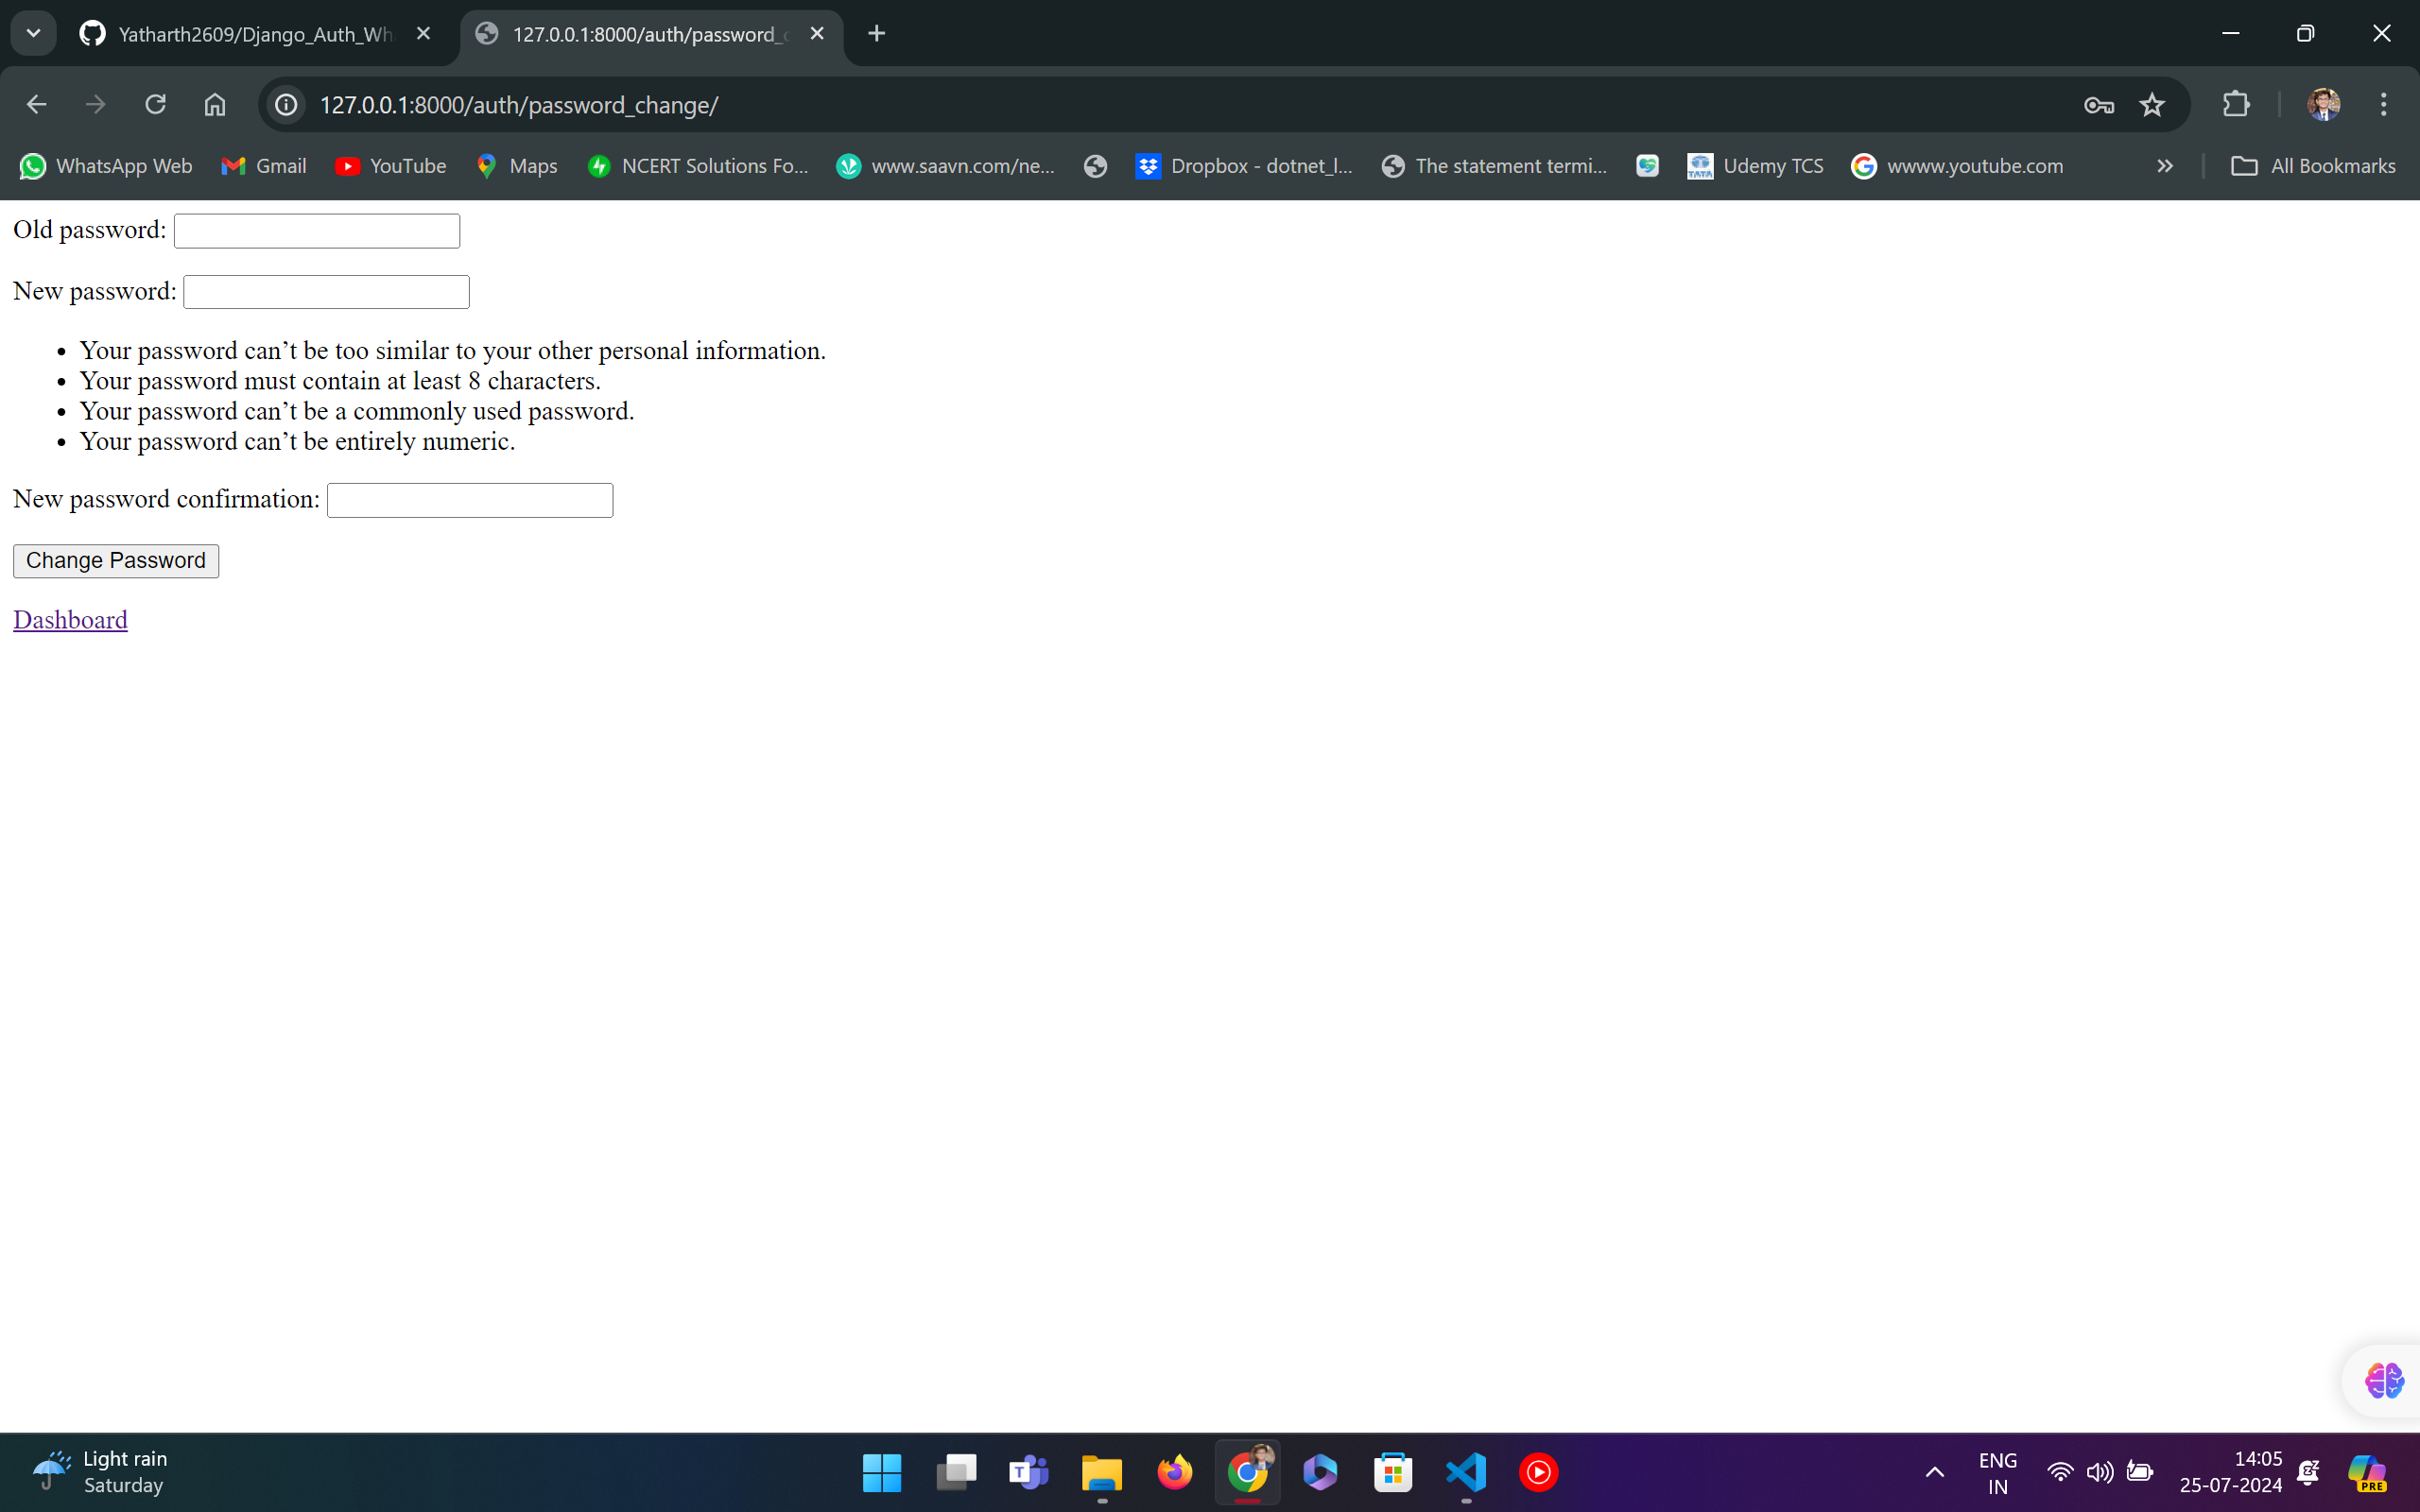 Yatharth2609/Django_Auth_Wh
127.0.0.1:8000/auth/password_c
127.0.0.1:8000/auth/password_change/
WhatsApp Web
Gmail
YouTube
Maps
NCERT Solutions Fo...
www.saavn.com/ne...
Dropbox - dotnet_l...
The statement termi...
TATA
Udemy TCS
wwww.youtube.com
All Bookmarks
Old password:
New password:
Your password can’t be too similar to your other personal information.
Your password must contain at least 8 characters.
Your password can’t be a commonly used password.
Your password can’t be entirely numeric.
New password confirmation:
Change Password
Dashboard
Light rain
Saturday
T
ENG
IN
14:05
25-07-2024
PRE